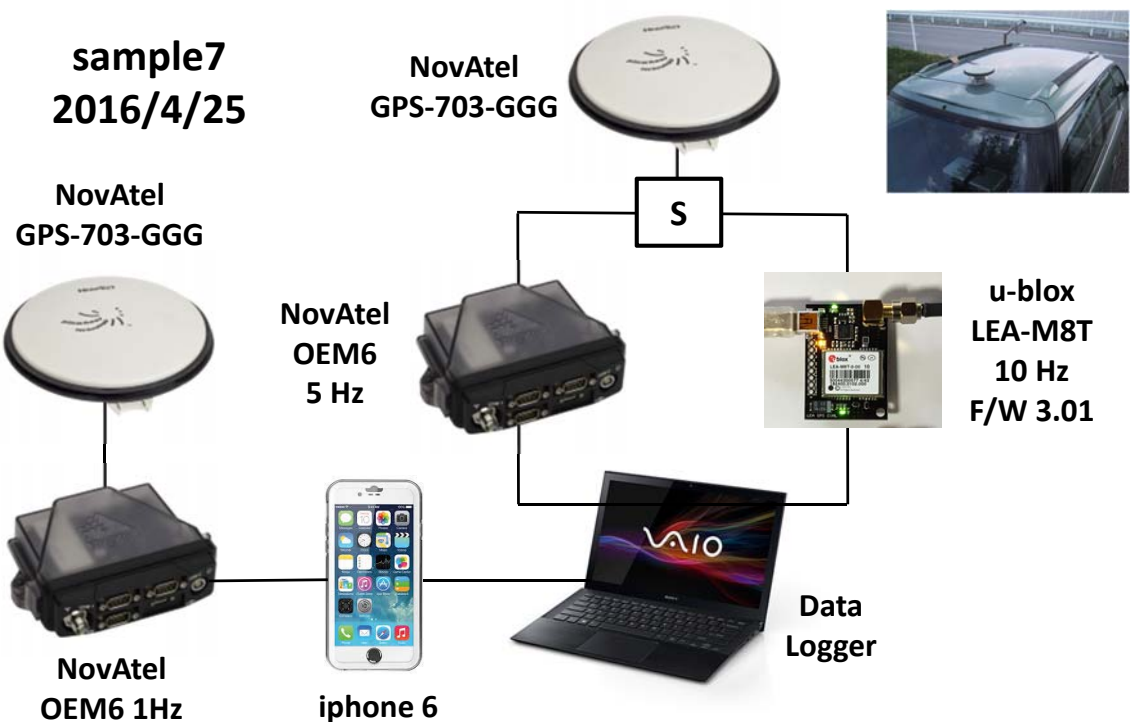 sample7
2016/4/25
NovAtel
GPS-703-GGG
S
NovAtel
GPS-703-GGG
NovAtel
OEM6
5 Hz
u-blox
LEA-M8T
10 Hz
F/W 3.01
blox
VAIO
Data
Logger
NovAtel
OEM6 1Hz
iphone 6